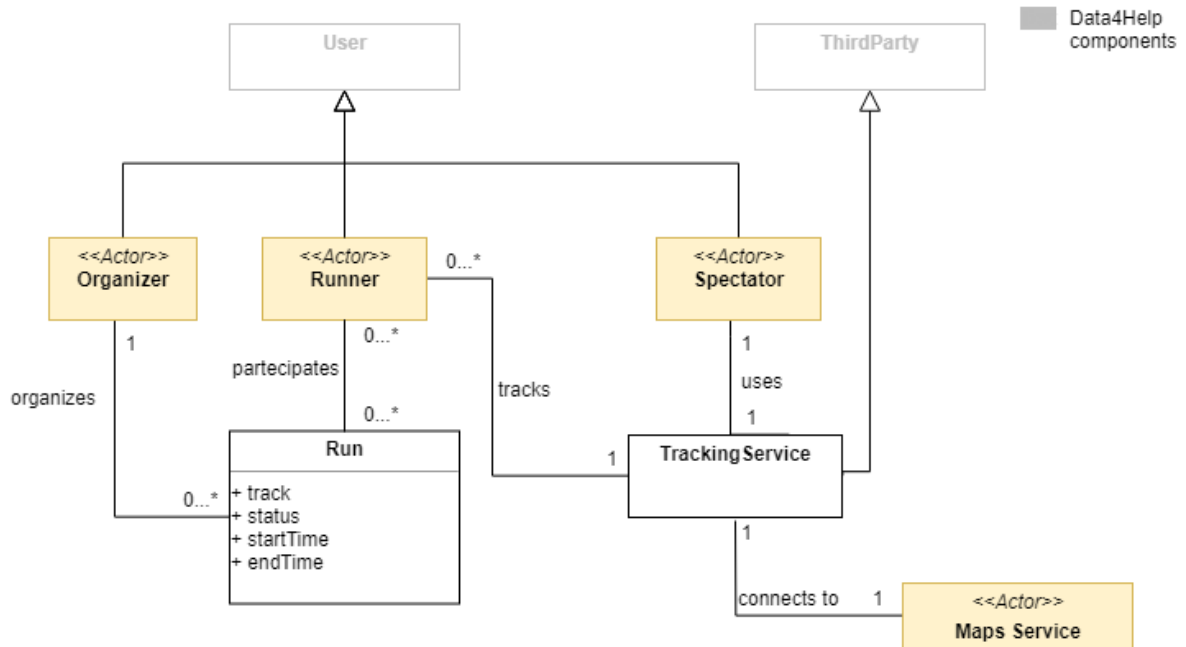 Data4Help
components
User
ThirdParty
<<Actor>>
Organizer
<<Actor>>
Runner
<<Actor>>
Spectator
0...*
1
0...*
1
partecipates
organizes
tracks
uses
0...*
1
Run
1
TrackingService
0...*
+ track
+ status
+ startTime
+ endTime
1
connects to
1
<<Actor>>
Maps Service